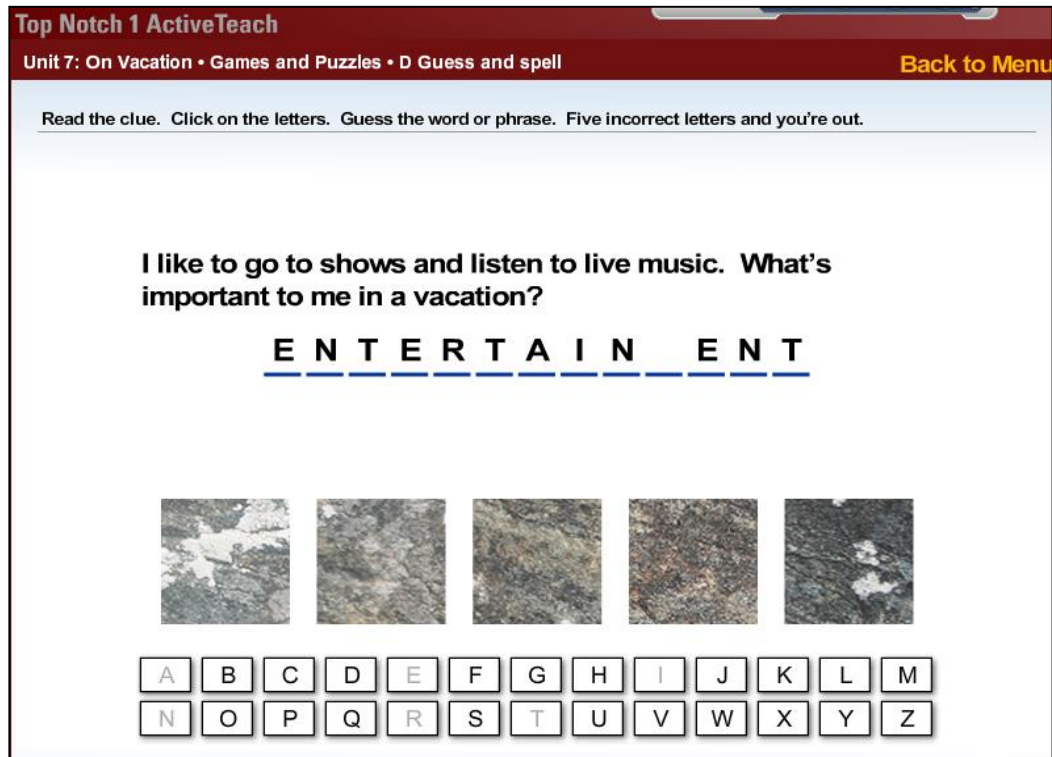 Top Notch 1 ActiveTeach
Unit 7: On Vacation • Games and Puzzles • D Guess and spell
Back to Menu
Read the clue. Click on the letters. Guess the word or phrase. Five incorrect letters and you're out.
I like to go to shows and listen to live music. What's
important to me in a vacation?
E N T E R T A I N _ E N T
A B C D E F G H I J K L M
N O P Q R S T U V W X Y Z